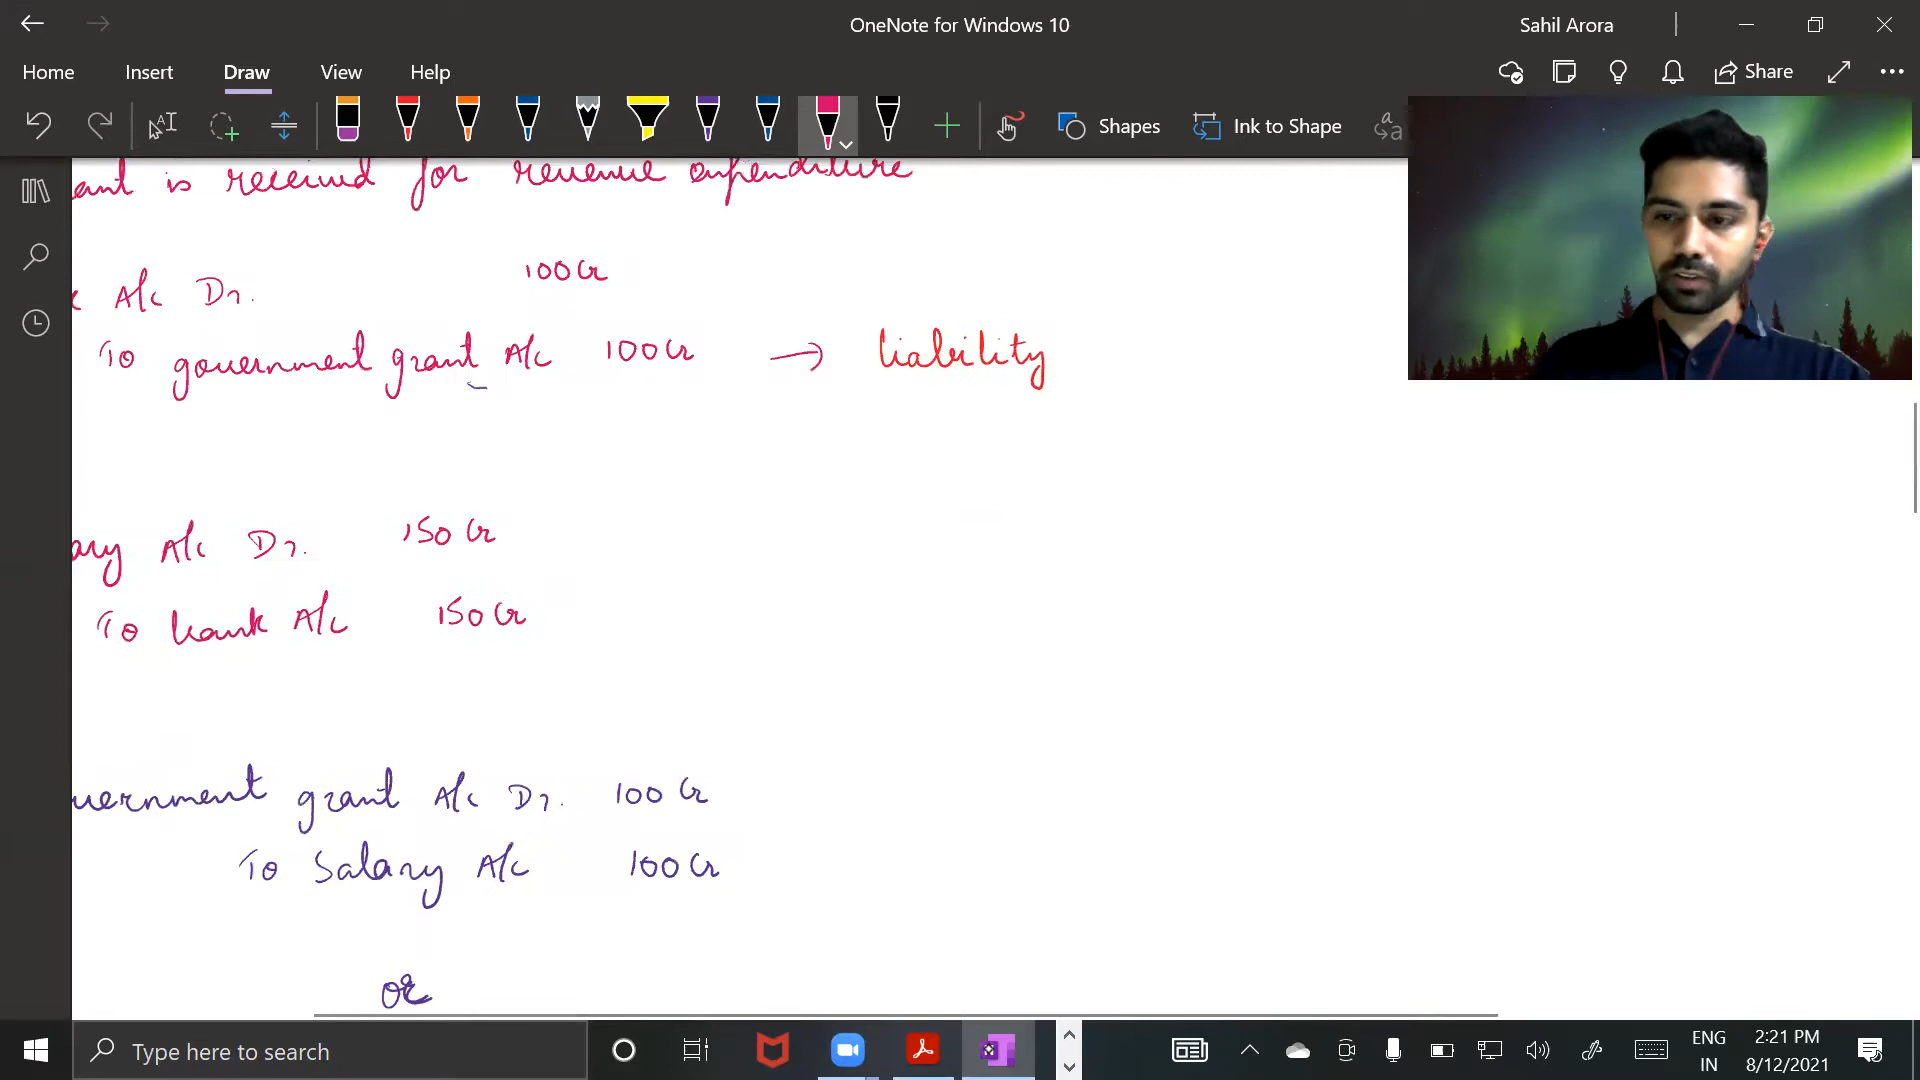 OneNote for Windows 10
Sahil Arora
Home Insert Draw View Help
Share
Shapes Ink to Shape
ant is received for revenue expenditure
A/c Dr. 100 Cr
To government grant A/c 100 Cr → liability
ary A/c Dr. 150 Cr
To bank A/c 150 Cr
vernment grant A/c Dr. 100 Cr
To Salary A/c 100 Cr
or
Type here to search
ENG
IN
2:21 PM
8/12/2021